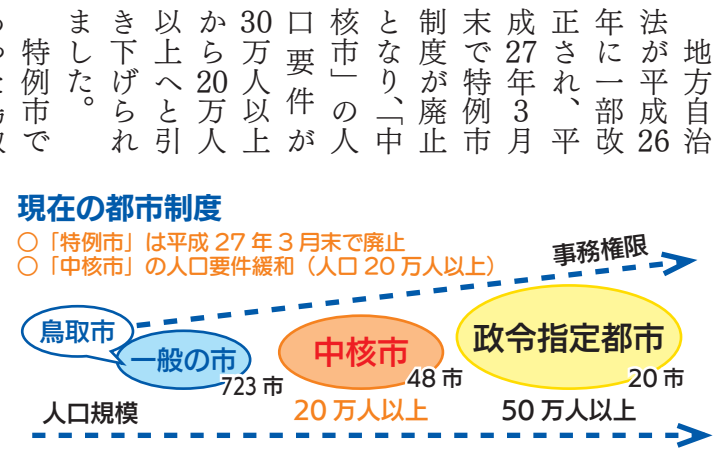 地方自治
法が平成26
年に一部改
正され、平
成27年3月
末で特例市
制度が廃止
となり、「中
核市」の人
口要件が
30万人以上
から20万人
以上へと引
き下げられ
ました。
特例市で
現在の都市制度
○「特例市」は平成27年3月末で廃止
○「中核市」の人口要件緩和（人口20万人以上）
事務権限
鳥取市
一般の市
723市
中核市
48市
政令指定都市
20市
人口規模
20万人以上
50万人以上